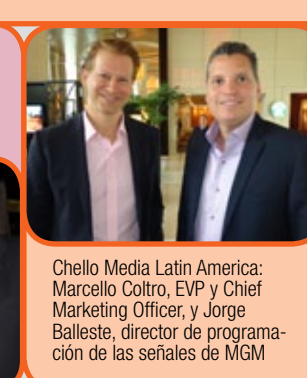 Chello Media Latin America:
Marcello Coltro, EVP y Chief
Marketing Officer, y Jorge
Balleste, director de programa-
ción de las señales de MGM